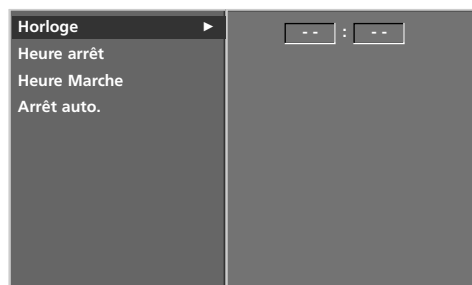 Horloge ► - - : - -
Heure arrêt
Heure Marche
Arrêt auto.